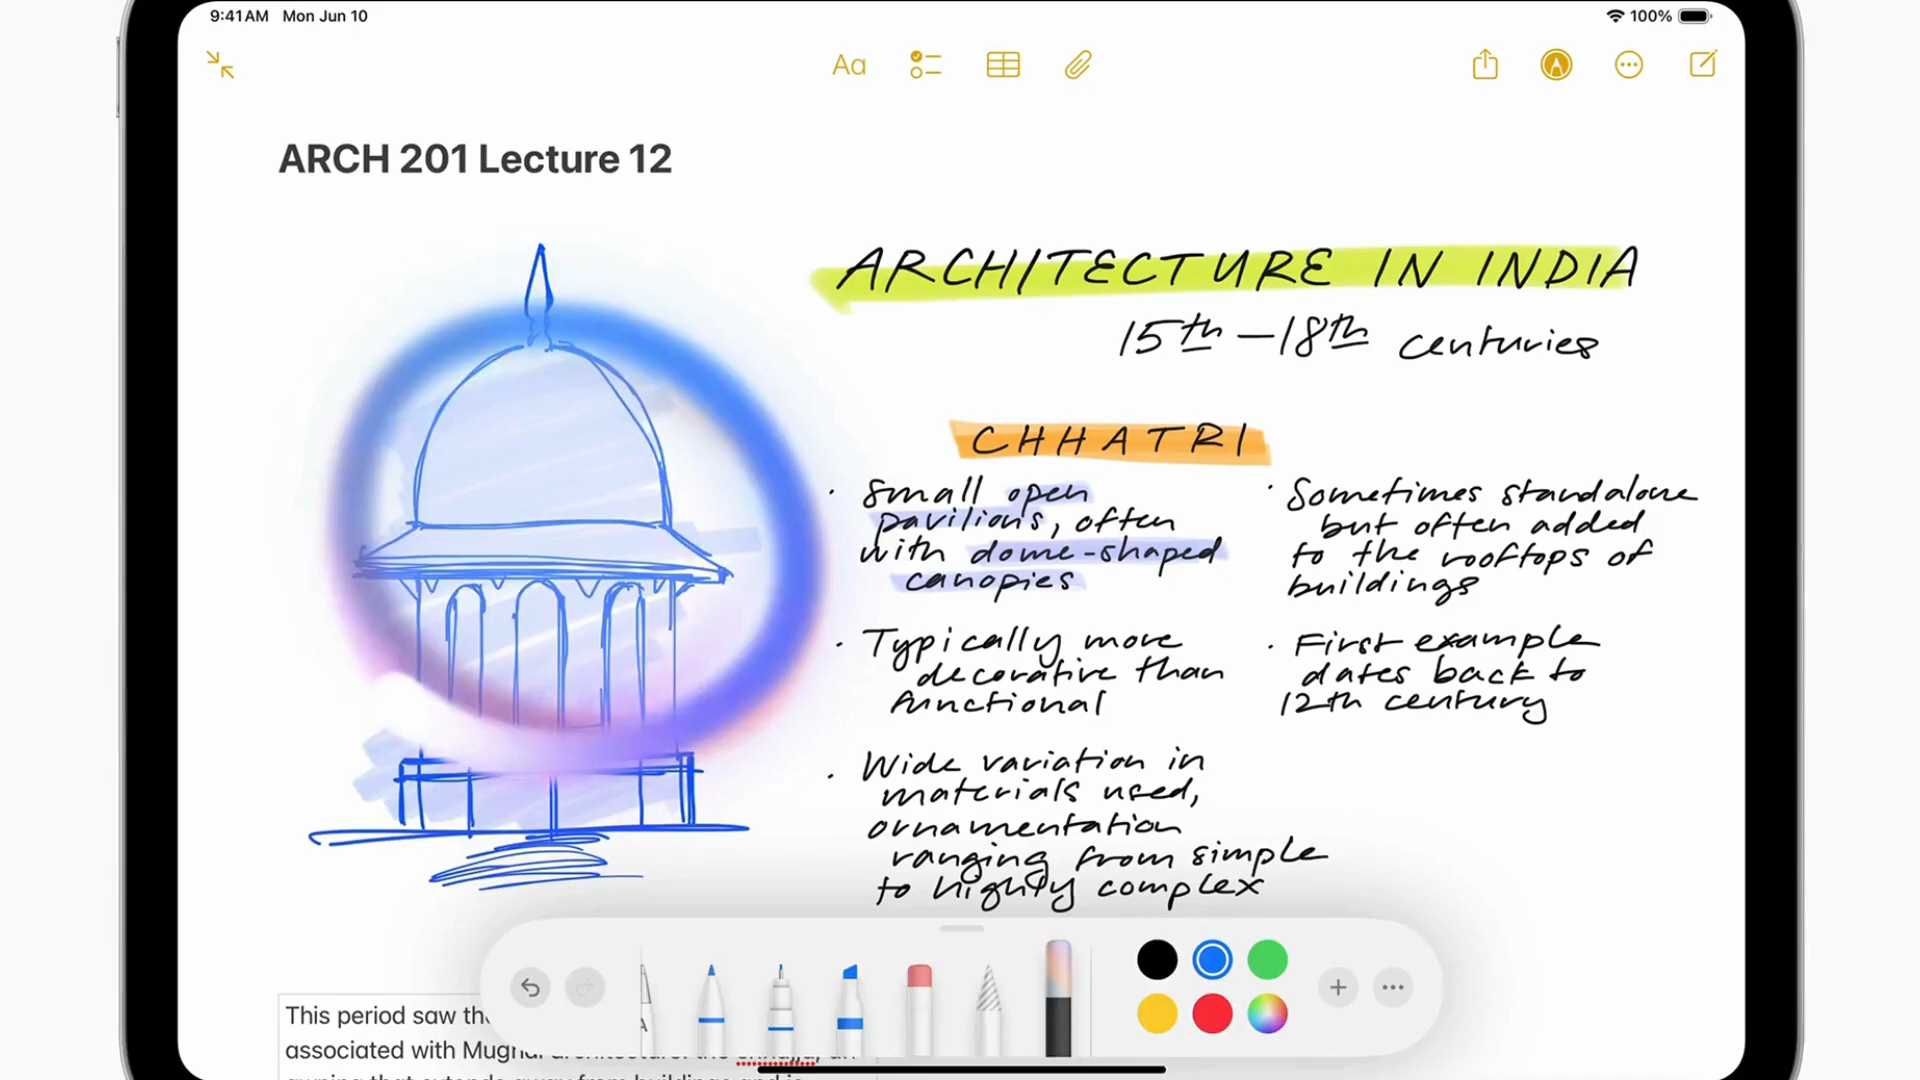 9:41 AM Mon Jun 10
100%
Aa
ARCH 201 Lecture 12
ARCHITECTURE IN INDIA
15th – 18th centuries
CHHATRI
· Small open
pavilions, often
with dome-shaped
canopies
· Typically more
decorative than
functional
· Wide variation in
materials used,
ornamentation
ranging from simple
to highly complex
· Sometimes standalone
but often added
to the rooftops of
buildings
· First example
dates back to
12th century
This period saw
associated with
A